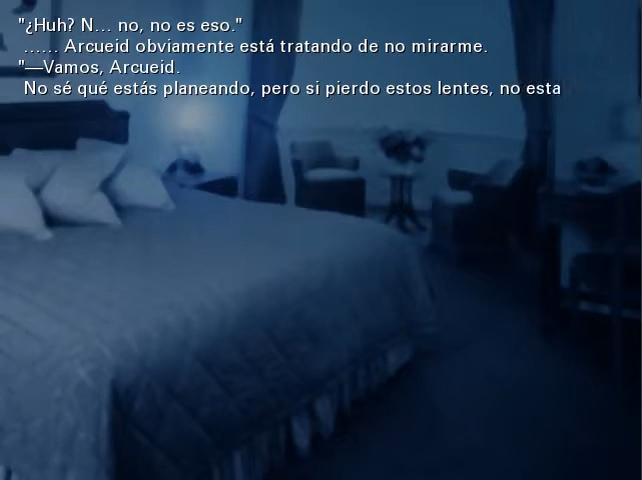 "¿Huh? N... no, no es eso."
...... Arcueid obviamente está tratando de no mirarme.
"—Vamos, Arcueid.
No sé qué estás planeando, pero si pierdo estos lentes, no esta